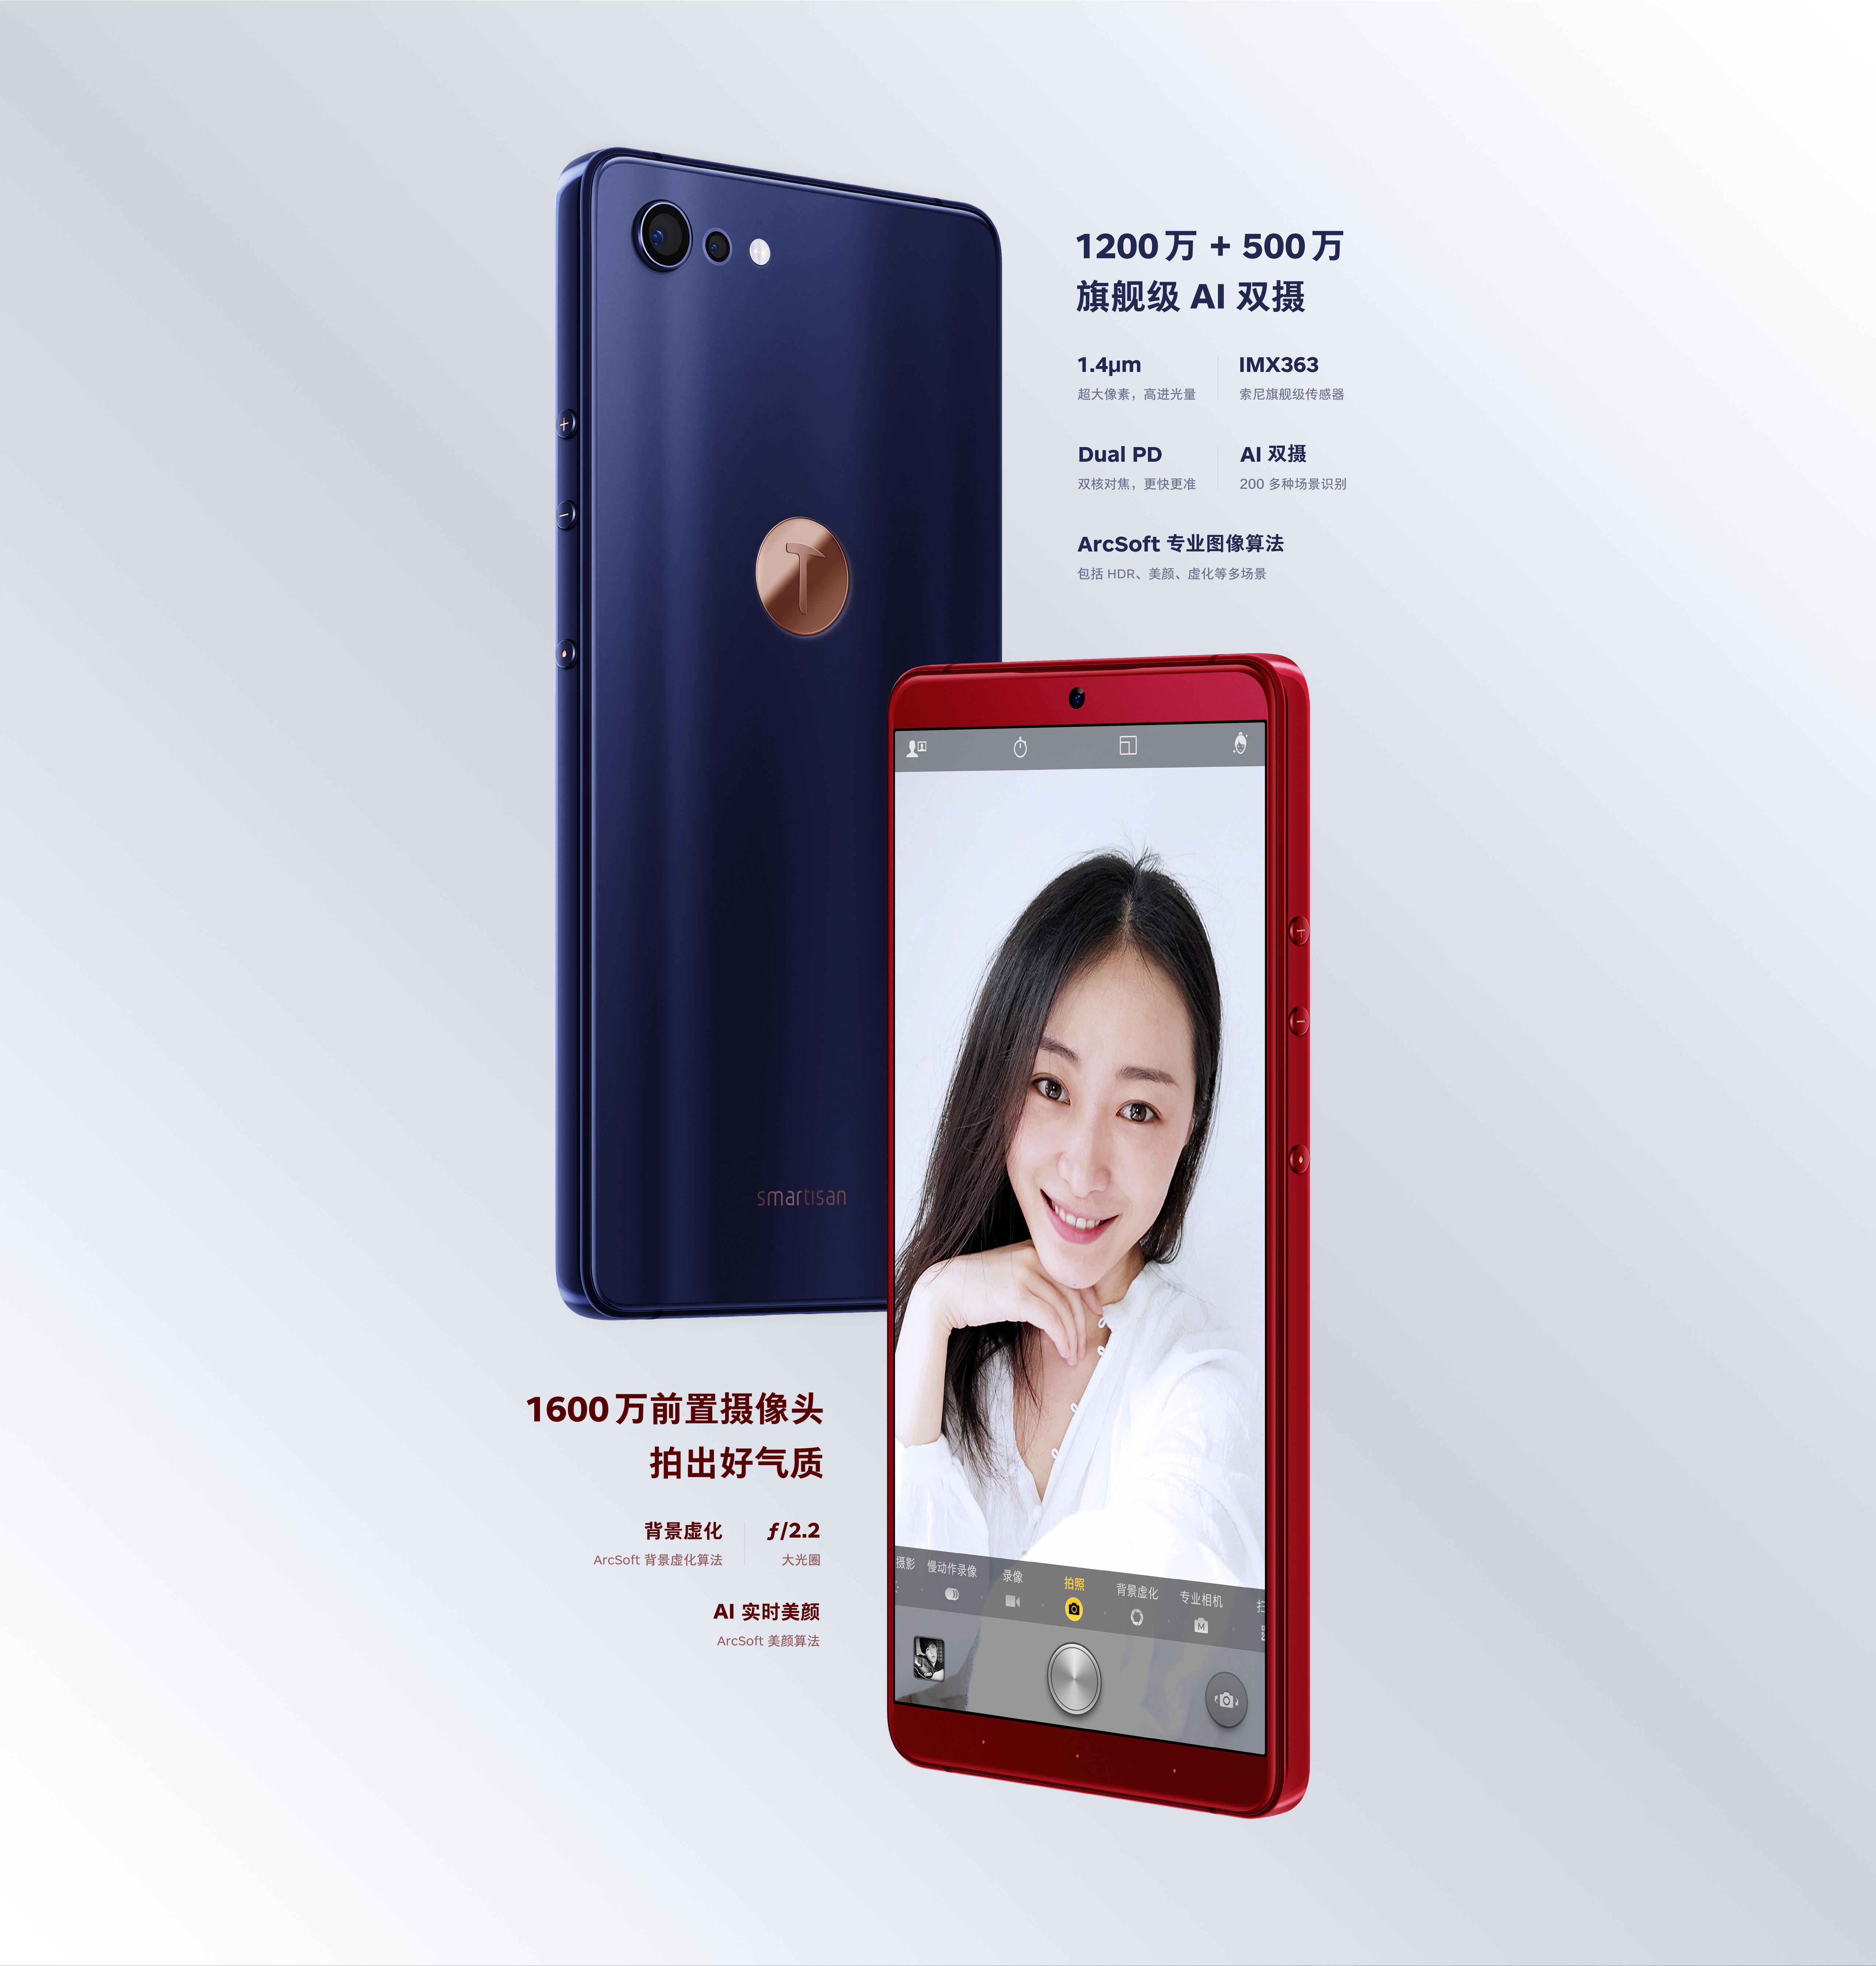 1200万 + 500万
旗舰级 AI 双摄
1.4μm
超大像素，高进光量
IMX363
索尼旗舰级传感器
Dual PD
双核对焦，更快更准
AI 双摄
200 多种场景识别
ArcSoft 专业图像算法
包括 HDR、美颜、虚化等多场景
smartisan
1600万前置摄像头
拍出好气质
背景虚化
ArcSoft 背景虚化算法
ƒ/2.2
大光圈
AI 实时美颜
ArcSoft 美颜算法
摄影 慢动作录像 录像 拍照 背景虚化 专业相机
M